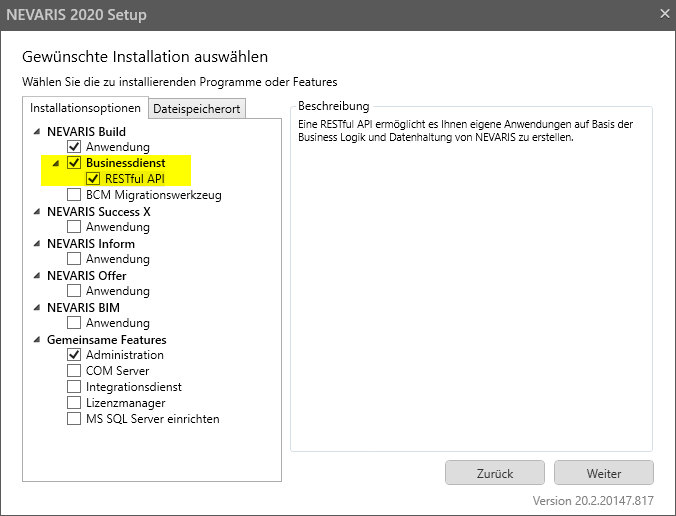 NEVARIS 2020 Setup
Gewünschte Installation auswählen
Wählen Sie die zu installierenden Programme oder Features
Installationsoptionen
Dateispeicherort
NEVARIS Build
Anwendung
Businessdienst
RESTful API
BCM Migrationswerkzeug
NEVARIS Success X
Anwendung
NEVARIS Inform
Anwendung
NEVARIS Offer
Anwendung
NEVARIS BIM
Anwendung
Gemeinsame Features
Administration
COM Server
Integrationsdienst
Lizenzmanager
MS SQL Server einrichten
Beschreibung
Eine RESTful API ermöglicht es Ihnen eigene Anwendungen auf Basis der
Business Logik und Datenhaltung von NEVARIS zu erstellen.
Zurück
Weiter
Version 20.2.20147.817